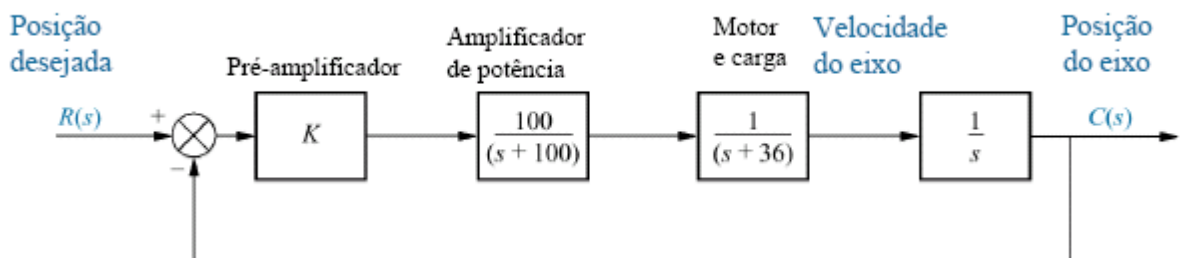 Posição
desejada
Pré-amplificador
Amplificador
de potência
Motor
e carga
Velocidade
do eixo
Posição
do eixo
R(s)
+
−
K
100
(s + 100)
1
(s + 36)
1
s
C(s)